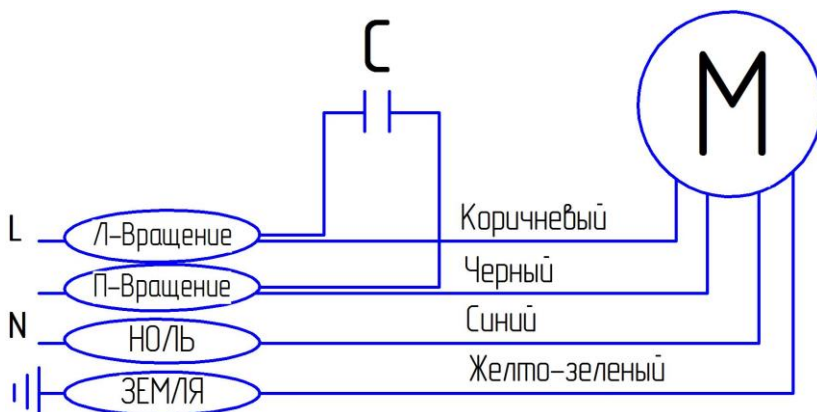 C
M
L
Л-Вращение
Коричневый
П-Вращение
Черный
N
НОЛЬ
Синий
ЗЕМЛЯ
Желто-зеленый